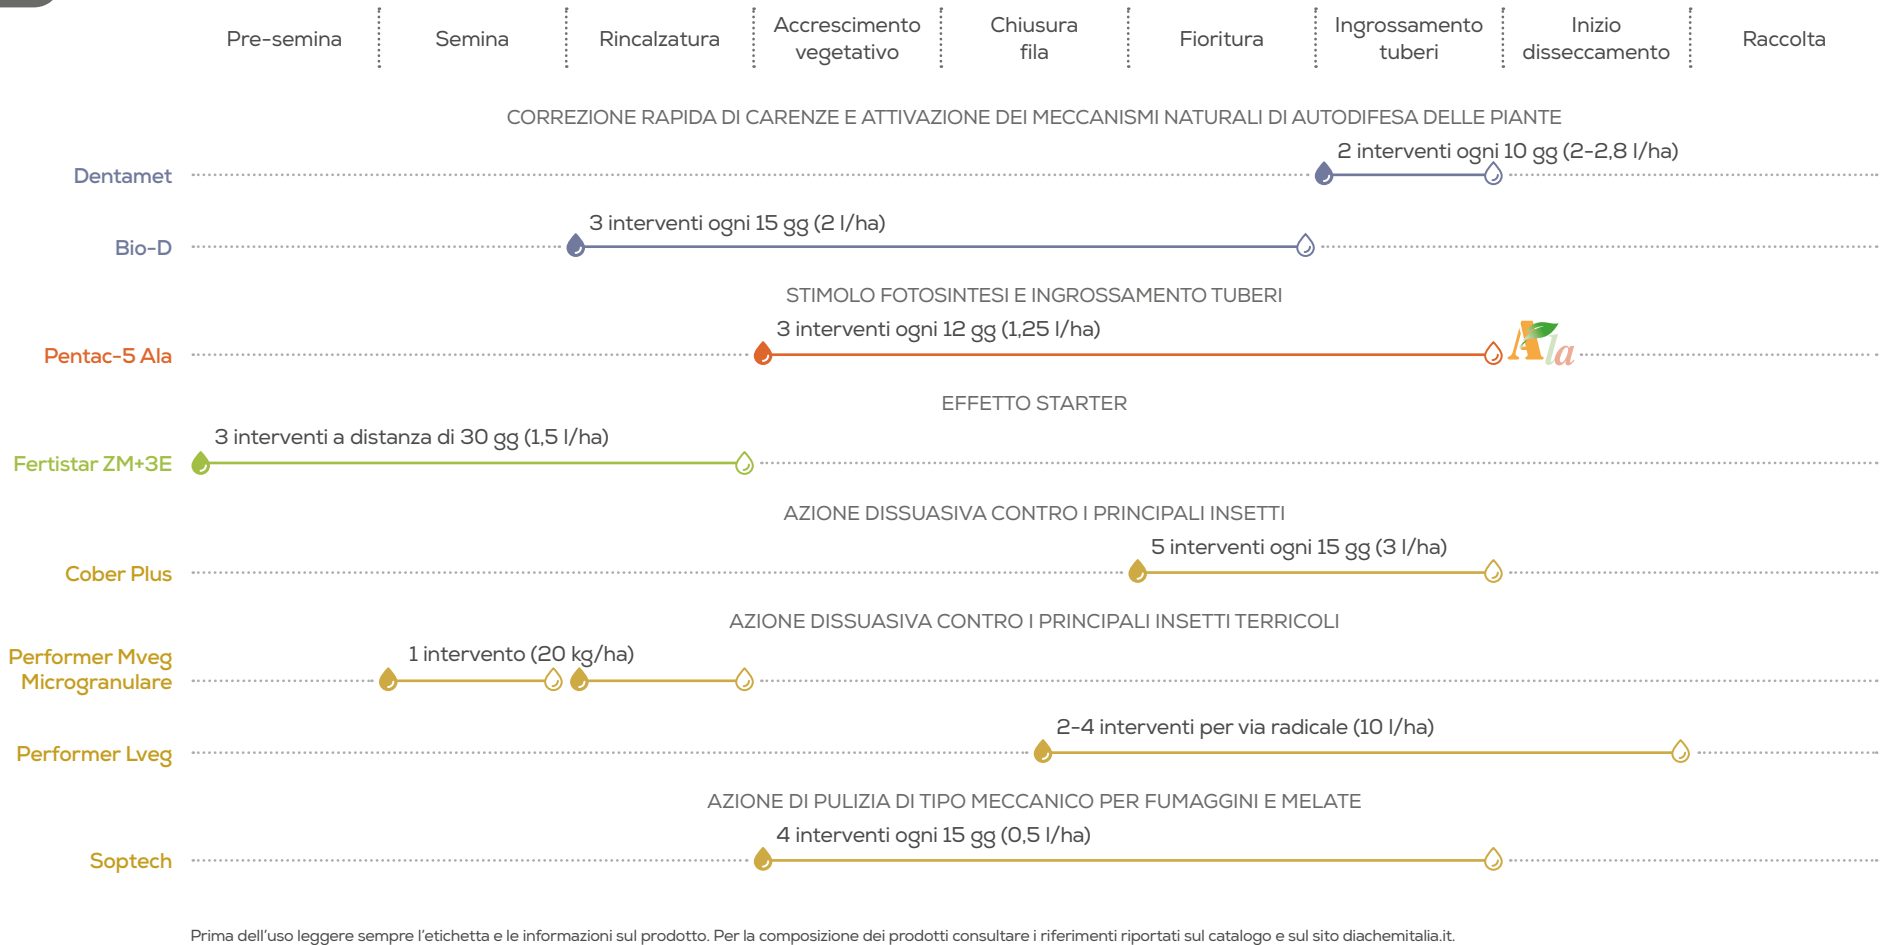 Pre-semina
Semina
Rincalzatura
Accrescimento
vegetativo
Chiusura
fila
Fioritura
Ingrossamento
tuberi
Inizio
disseccamento
Raccolta
CORREZIONE RAPIDA DI CARENZE E ATTIVAZIONE DEI MECCANISMI NATURALI DI AUTODIFESA DELLE PIANTE
2 interventi ogni 10 gg (2-2,8 l/ha)
Dentamet
3 interventi ogni 15 gg (2 l/ha)
Bio-D
STIMOLO FOTOSINTESI E INGROSSAMENTO TUBERI
3 interventi ogni 12 gg (1,25 l/ha)
Pentac-5 Ala
Ala
EFFETTO STARTER
3 interventi a distanza di 30 gg (1,5 l/ha)
Fertistar ZM+3E
AZIONE DISSUASIVA CONTRO I PRINCIPALI INSETTI
5 interventi ogni 15 gg (3 l/ha)
Cober Plus
AZIONE DISSUASIVA CONTRO I PRINCIPALI INSETTI TERRICOLI
1 intervento (20 kg/ha)
Performer Mveg
Microgranulare
2-4 interventi per via radicale (10 l/ha)
Performer Lveg
AZIONE DI PULIZIA DI TIPO MECCANICO PER FUMAGGINI E MELATE
4 interventi ogni 15 gg (0,5 l/ha)
Soptech
Prima dell'uso leggere sempre l'etichetta e le informazioni sul prodotto. Per la composizione dei prodotti consultare i riferimenti riportati sul catalogo e sul sito diachemitalia.it.